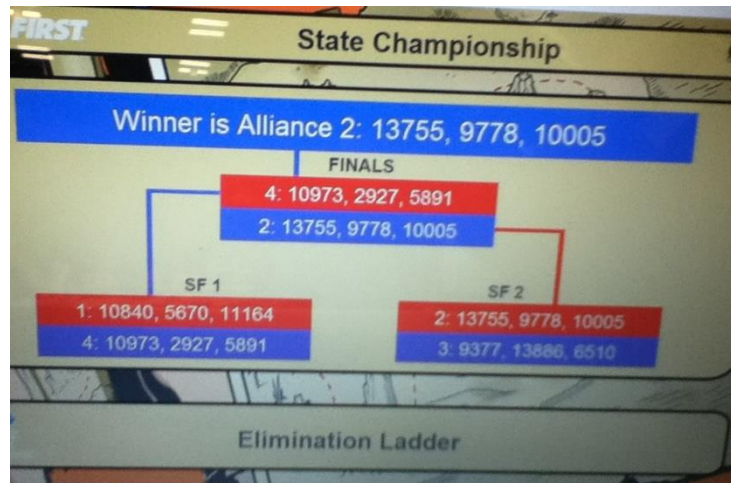 FIRST
State Championship
Winner is Alliance 2: 13755, 9778, 10005
FINALS
4: 10973, 2927, 5891
2: 13755, 9778, 10005
SF 1
1: 10840, 5670, 11164
4: 10973, 2927, 5891
SF 2
2: 13755, 9778, 10005
3: 9377, 13886, 6510
Elimination Ladder